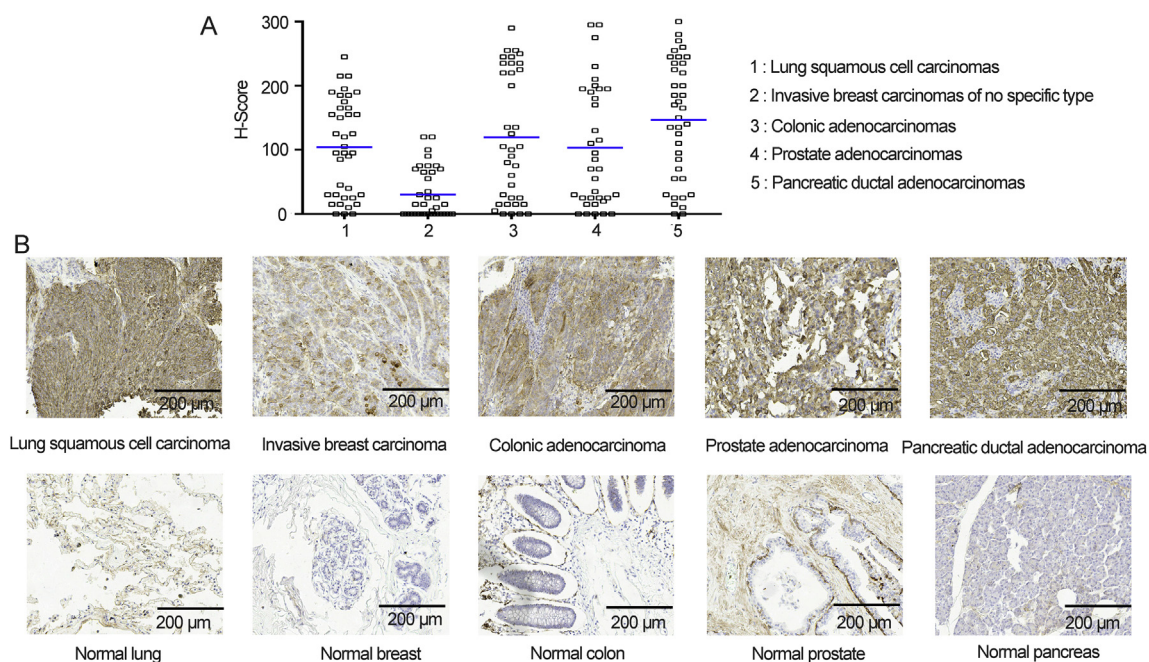 A
300
200
100
0
H-Score
1 2 3 4 5
1 : Lung squamous cell carcinomas
2 : Invasive breast carcinomas of no specific type
3 : Colonic adenocarcinomas
4 : Prostate adenocarcinomas
5 : Pancreatic ductal adenocarcinomas
B
200 µm 200 µm 200 µm 200 µm 200 µm
Lung squamous cell carcinoma Invasive breast carcinoma Colonic adenocarcinoma Prostate adenocarcinoma Pancreatic ductal adenocarcinoma
200 µm 200 µm 200 µm 200 µm 200 µm
Normal lung Normal breast Normal colon Normal prostate Normal pancreas